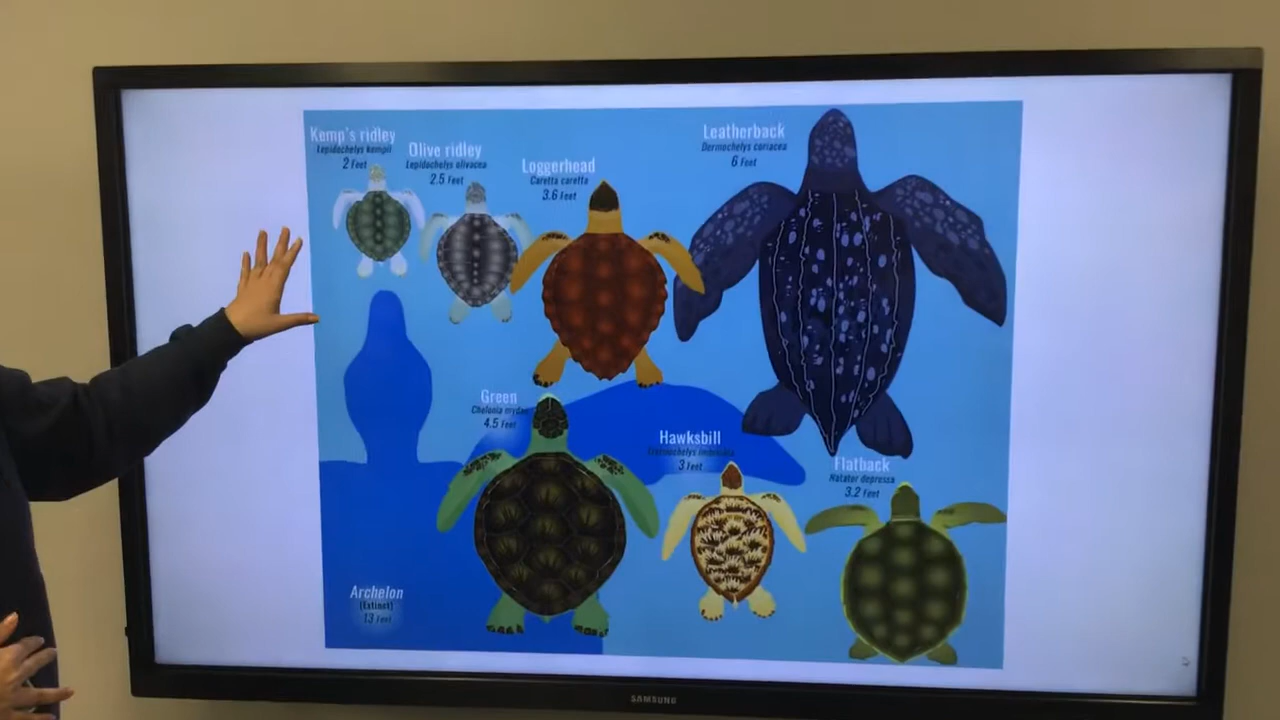 Kemp's ridley
Lepidochelys kempii
2 Feet
Olive ridley
Lepidochelys olivacea
2.5 Feet
Loggerhead
Caretta caretta
3.6 Feet
Leatherback
Dermochelys coriacea
6 Feet
Green
Chelonia mydas
4.5 Feet
Hawksbill
Eretmochelys imbricata
3 Feet
Flatback
Natator depressa
3.2 Feet
Archelon
(Extinct)
13 Feet
SAMSUNG